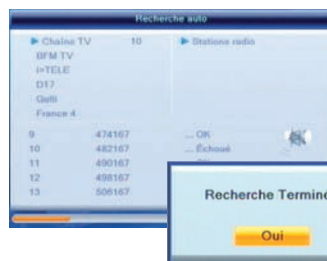 Recherche auto
Chaîne TV 10 Stations radio
BFM TV
i>TELE
D17
Gulli
France 4
9 474167 ... OK
10 482167 ... Échoué
11 490167
12 498167
13 506167
Recherche Terminé
Oui